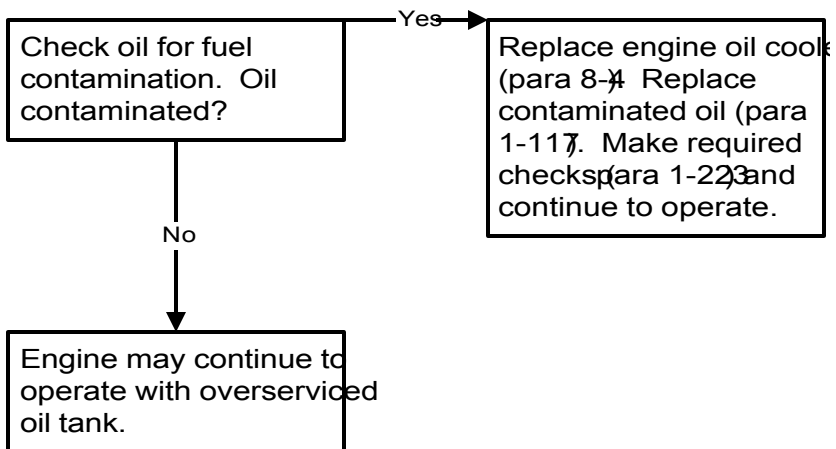 Yes
Check oil for fuel
contamination.  Oil
contaminated?
Replace engine oil coole
(para 8-4)  Replace
contaminated oil (para
1-117).  Make required
checks(para 1-223)and
continue to operate.
No
Engine may continue to
operate with overserviced
oil tank.